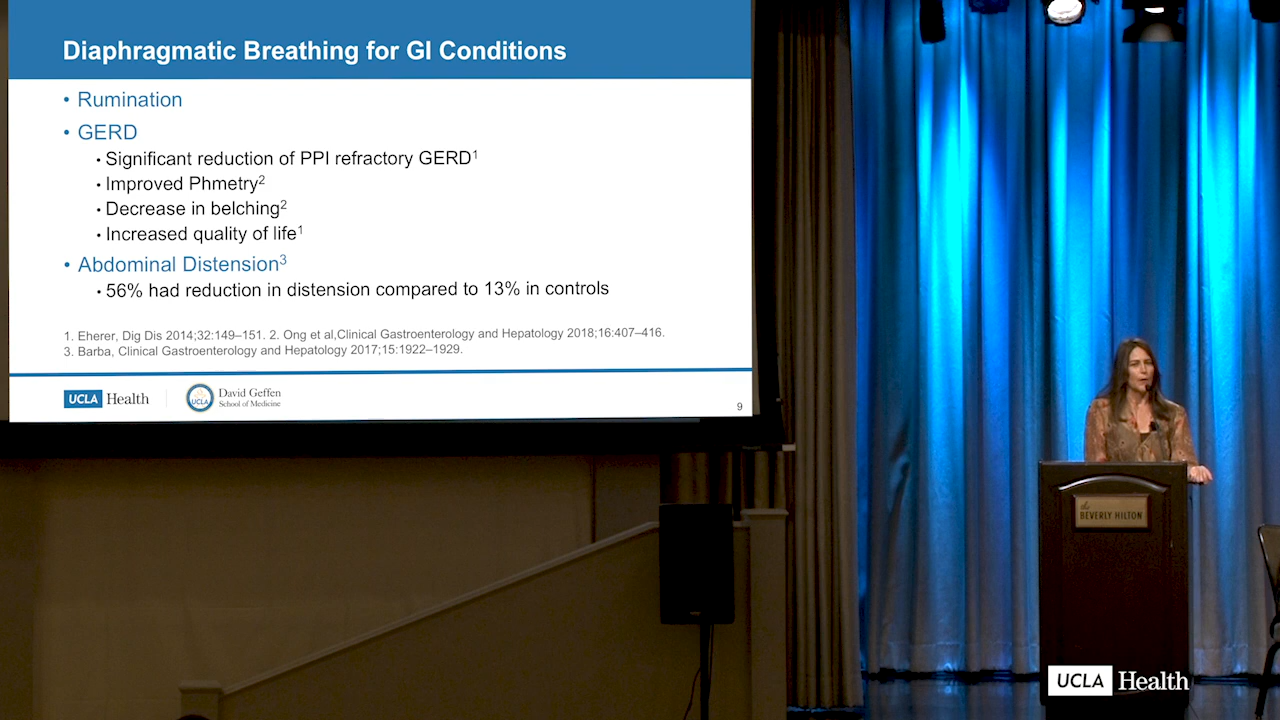 Diaphragmatic Breathing for GI Conditions
• Rumination
• GERD
• Significant reduction of PPI refractory GERD1
• Improved Phmetry2
• Decrease in belching2
• Increased quality of life1
• Abdominal Distension3
• 56% had reduction in distension compared to 13% in controls
1. Eherer, Dig Dis 2014;32:149–151. 2. Ong et al,Clinical Gastroenterology and Hepatology 2018;16:407–416.
3. Barba, Clinical Gastroenterology and Hepatology 2017;15:1922–1929.
UCLA Health
UCLA
David Geffen
School of Medicine
9
the
BEVERLY HILTON
UCLA Health